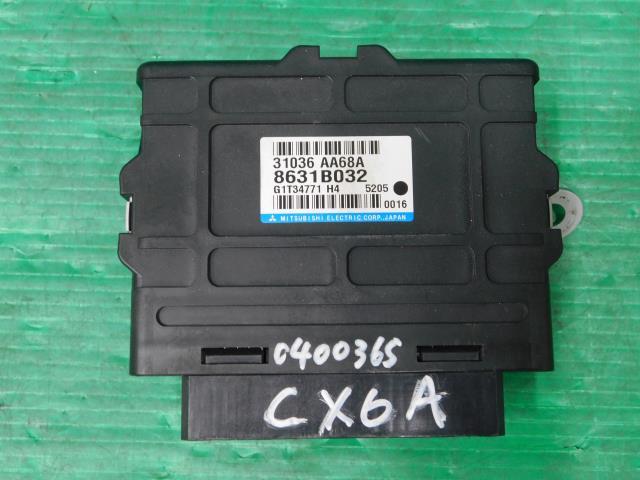 31036 AA68A
8631B032
G1T34771 H4 5205
0016
MITSUBISHI ELECTRIC CORP.,JAPAN
0400365
CX6A